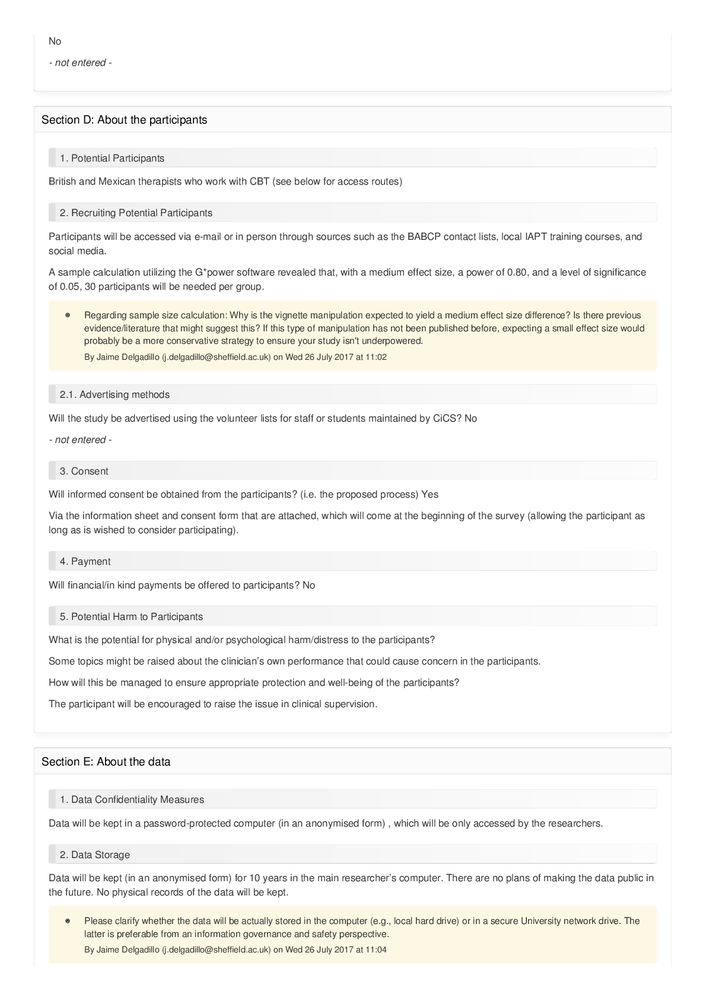 No
- not entered -
Section D: About the participants
1. Potential Participants
British and Mexican therapists who work with CBT (see below for access routes)
2. Recruiting Potential Participants
Participants will be accessed via e-mail or in person through sources such as the BABCP contact lists, local IAPT training courses, and
social media.
A sample calculation utilizing the G*power software revealed that, with a medium effect size, a power of 0.80, and a level of significance
of 0.05, 30 participants will be needed per group.
Regarding sample size calculation: Why is the vignette manipulation expected to yield a medium effect size difference? Is there previous
evidence/literature that might suggest this? If this type of manipulation has not been published before, expecting a small effect size would
probably be a more conservative strategy to ensure your study isn't underpowered.
By Jaime Delgadillo (j.delgadillo@sheffield.ac.uk) on Wed 26 July 2017 at 11:02
2.1. Advertising methods
Will the study be advertised using the volunteer lists for staff or students maintained by CiCS? No
- not entered -
3. Consent
Will informed consent be obtained from the participants? (i.e. the proposed process) Yes
Via the information sheet and consent form that are attached, which will come at the beginning of the survey (allowing the participant as
long as is wished to consider participating).
4. Payment
Will financial/in kind payments be offered to participants? No
5. Potential Harm to Participants
What is the potential for physical and/or psychological harm/distress to the participants?
Some topics might be raised about the clinician’s own performance that could cause concern in the participants.
How will this be managed to ensure appropriate protection and well-being of the participants?
The participant will be encouraged to raise the issue in clinical supervision.
Section E: About the data
1. Data Confidentiality Measures
Data will be kept in a password-protected computer (in an anonymised form) , which will be only accessed by the researchers.
2. Data Storage
Data will be kept (in an anonymised form) for 10 years in the main researcher’s computer. There are no plans of making the data public in
the future. No physical records of the data will be kept.
Please clarify whether the data will be actually stored in the computer (e.g., local hard drive) or in a secure University network drive. The
latter is preferable from an information governance and safety perspective.
By Jaime Delgadillo (j.delgadillo@sheffield.ac.uk) on Wed 26 July 2017 at 11:04